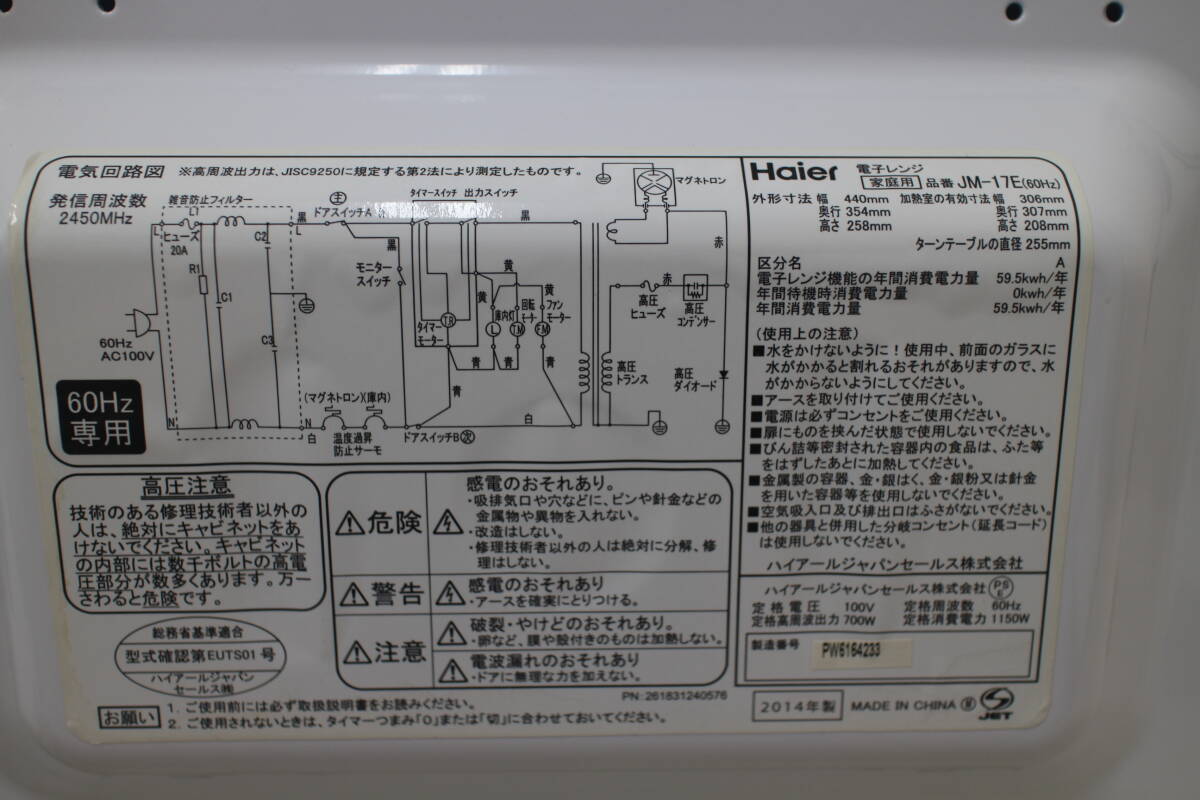 電気回路図 ※高周波出力は、JISC9250に規定する第2法により測定したものです。
発信周波数
2450MHz
雑音防止フィルター
L1
L
ヒューズ
20A
R1
C1
C2
C3
黒
L
主
ドアスイッチA
タイマースイッチ 出力スイッチ
黒
黒
モニター
スイッチ
黄
黄
黄
庫内灯
回転
モーター
ファン
モーター
T.R
L
T.M
F.M
タイマー
モーター
青
青
青
マグネトロン
赤
赤
高圧
ヒューズ
高圧
コンデンサー
高圧
トランス
高圧
ダイオード
60Hz
AC100V
60Hz
専用
N
N
白
(マグネトロン)(庫内)
温度過昇
防止サーモ
ドアスイッチB 次
白
Haier 電子レンジ
家庭用 品番 JM-17E(60Hz)
外形寸法 幅 440mm 加熱室の有効寸法 幅 306mm
奥行 354mm 奥行 307mm
高さ 258mm 高さ 208mm
ターンテーブルの直径 255mm
区分名 A
電子レンジ機能の年間消費電力量 59.5kwh/年
年間待機時消費電力量 0kwh/年
年間消費電力量 59.5kwh/年
(使用上の注意)
■水をかけないように!使用中、前面のガラスに
水がかかると割れるおそれがありますので、水
がかからないようにしてください。
■アースを取り付けてご使用ください。
■電源は必ずコンセントをご使用ください。
■扉にものを挟んだ状態で使用しないでください。
■びん詰等密封された容器内の食品は、ふた等
をはずしたあとに加熱してください。
■金属製の容器、金・銀はく、金・銀粉又は針金
を用いた容器等を使用しないでください。
■空気吸入口及び排出口はふさがないでください。
■他の器具と併用した分岐コンセント(延長コード)
は使用しないでください。
ハイアールジャパンセールス株式会社
ハイアールジャパンセールス株式会社 PS E
定格電圧 100V 定格周波数 60Hz
定格高周波出力 700W 定格消費電力 1150W
製造番号 PW6164233
2014年製 MADE IN CHINA JET
高圧注意
技術のある修理技術者以外の
人は、絶対にキャビネットをあ
けないでください。キャビネット
の内部には数千ボルトの高電
圧部分が数多くあります。万一
さわると危険です。
危険
感電のおそれあり。
・吸排気口や穴などに、ピンや針金などの
金属物や異物を入れない。
・改造はしない。
・修理技術者以外の人は絶対に分解、修
理はしない。
警告
感電のおそれあり
・アースを確実にとりつける。
注意
破裂・やけどのおそれあり
・卵など、膜や殻付きのものは加熱しない。
電波漏れのおそれあり
・ドアに無理な力を加えない。
総務省基準適合
型式確認第EUTS01号
ハイアールジャパン
セールス㈱
PN:261831240576
お願い
1. ご使用前には必ず取扱説明書をお読みください。
2. ご使用されないときは、タイマーつまみ「0」または「切」に合わせておいてください。